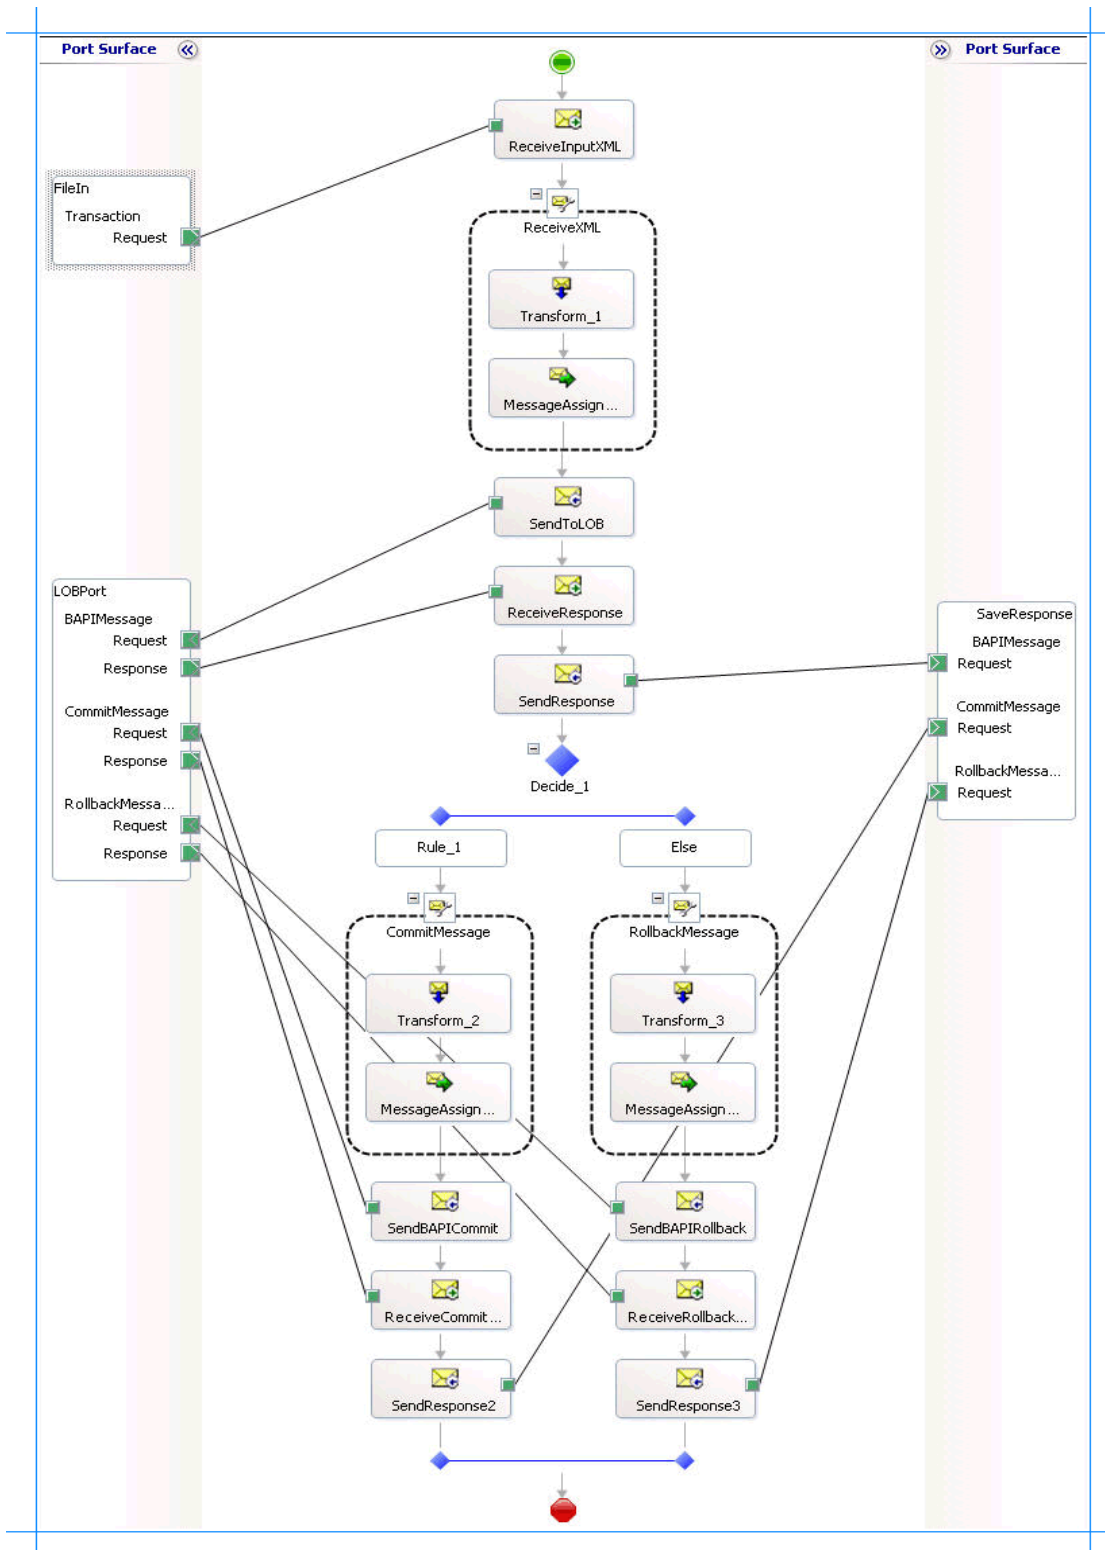 Port Surface
Port Surface
ReceiveInputXML
FileIn
Transaction
Request
ReceiveXML
Transform_1
MessageAssign...
SendToLOB
LOBPort
BAPIMessage
Request
Response
CommitMessage
Request
Response
RollbackMessa...
Request
Response
ReceiveResponse
SendResponse
SaveResponse
BAPIMessage
Request
CommitMessage
Request
RollbackMessa...
Request
Decide_1
Rule_1
Else
CommitMessage
RollbackMessage
Transform_2
Transform_3
MessageAssign...
MessageAssign...
SendBAPICommit
SendBAPIRollback
ReceiveCommit...
ReceiveRollback...
SendResponse2
SendResponse3